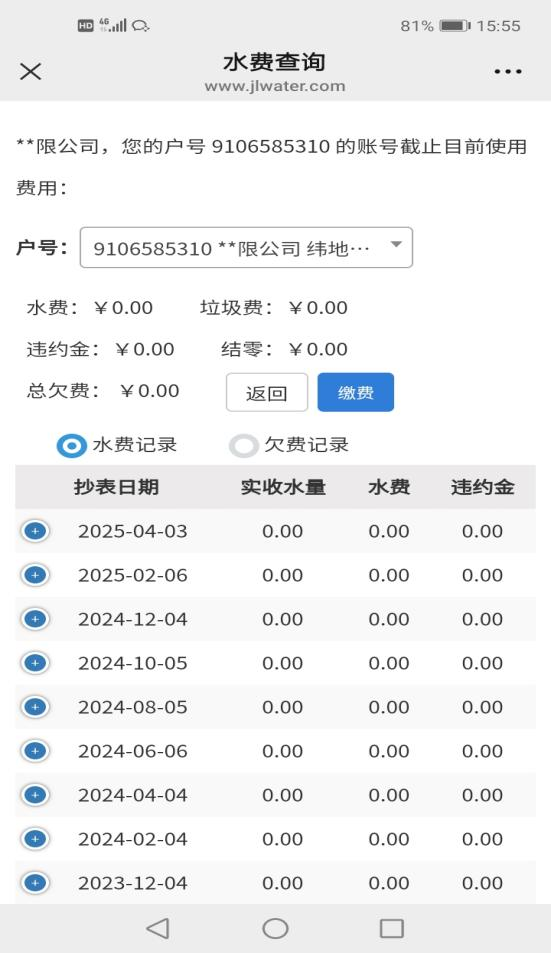 HD 4G 81% 15:55
水费查询
www.jlwater.com
**限公司，您的户号 9106585310 的账号截止目前使用
费用：
户号： 9106585310 **限公司 纬地…
水费： ￥0.00 垃圾费： ￥0.00
违约金： ￥0.00 结零： ￥0.00
总欠费： ￥0.00 返回 缴费
水费记录 欠费记录
抄表日期 实收水量 水费 违约金
2025-04-03 0.00 0.00 0.00
2025-02-06 0.00 0.00 0.00
2024-12-04 0.00 0.00 0.00
2024-10-05 0.00 0.00 0.00
2024-08-05 0.00 0.00 0.00
2024-06-06 0.00 0.00 0.00
2024-04-04 0.00 0.00 0.00
2024-02-04 0.00 0.00 0.00
2023-12-04 0.00 0.00 0.00